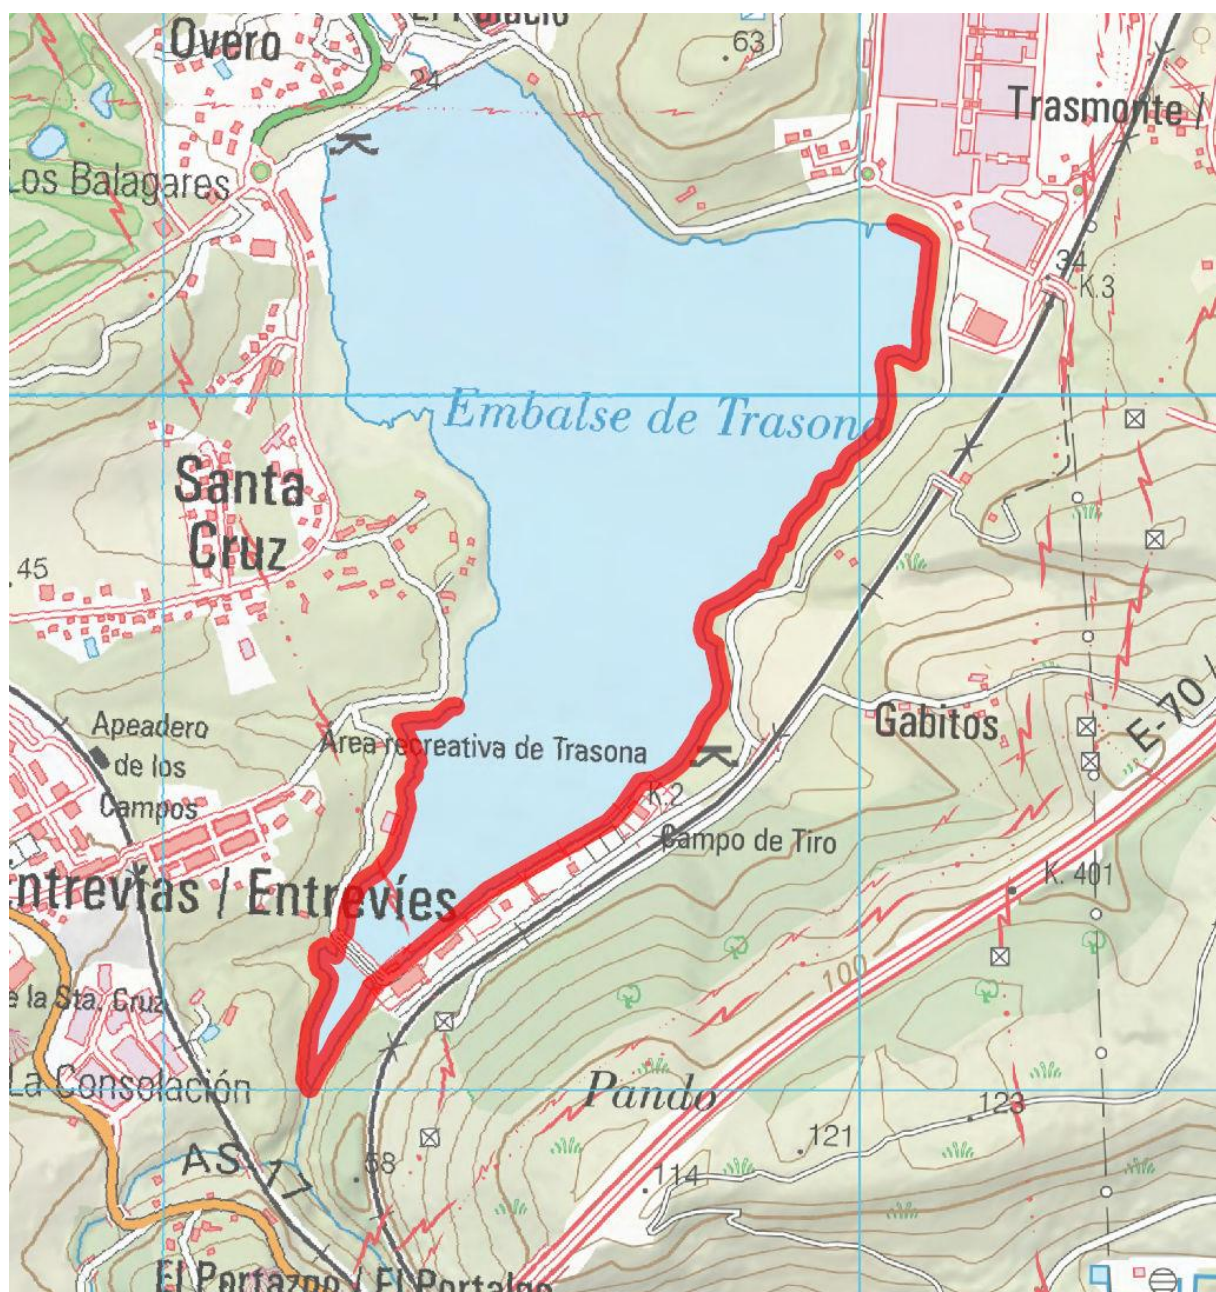 Overo
24
63
Trasmonte /
Los Balagares
K
34
K.3
Embalse de Trasona
Santa
Cruz
45
Apeadero
de los
Campos
Área recreativa de Trasona
Gabitos
E-70 /
K
K.2
Campo de Tiro
K. 401
ntrevías / Entrevíes
100
e la Sta. Cruz
La Consolación
Pando
123
121
114
AS 17
58
El Portazgo / El Portalgo